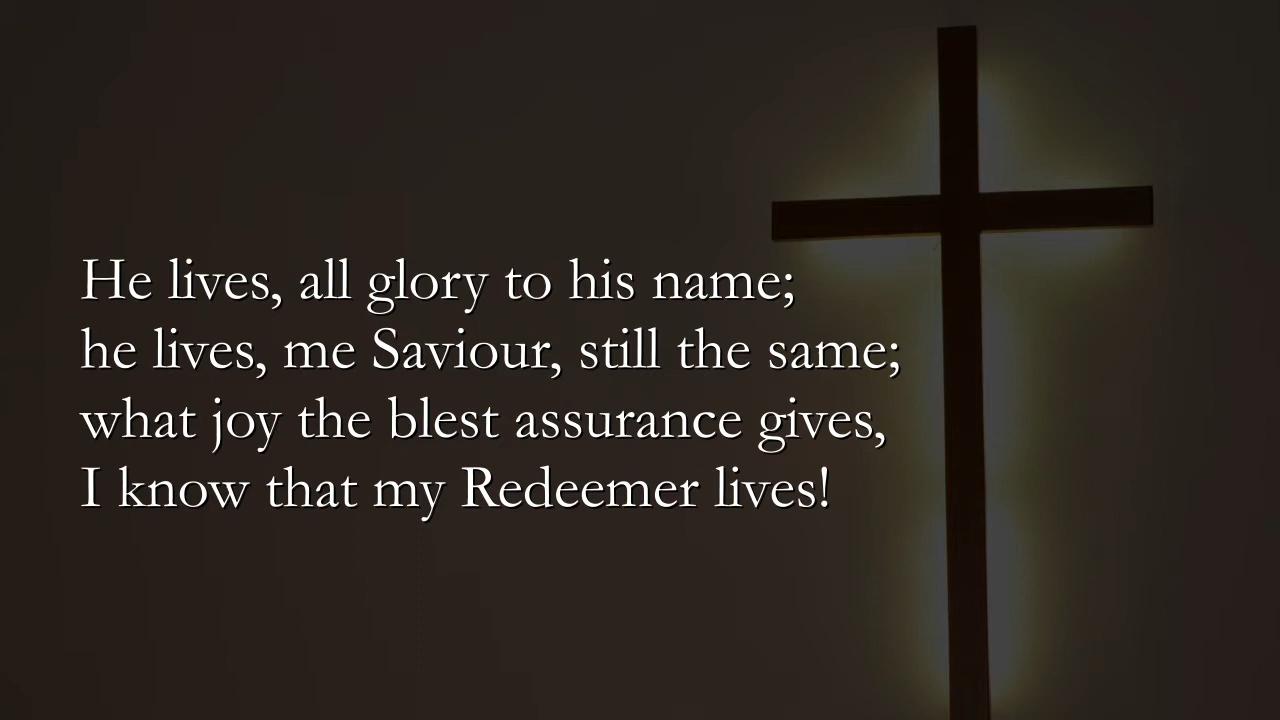 He lives, all glory to his name;
he lives, me Saviour, still the same;
what joy the blest assurance gives,
I know that my Redeemer lives!